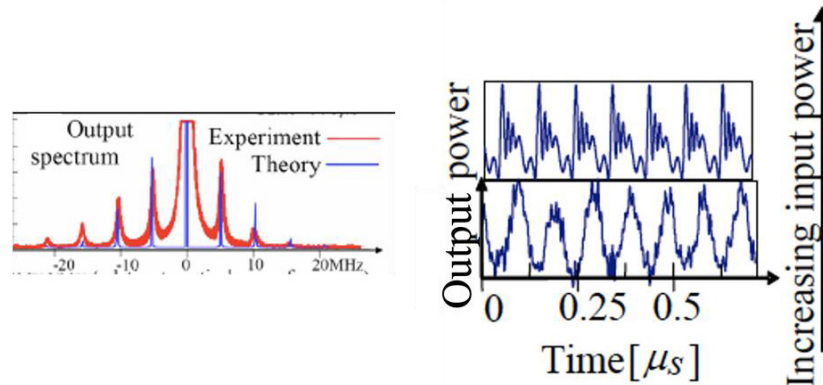 Output
spectrum
Experiment
Theory
-20
-10
0
10
20MHz
Output power
0
0.25
0.5
Time[μs]
Increasing input power